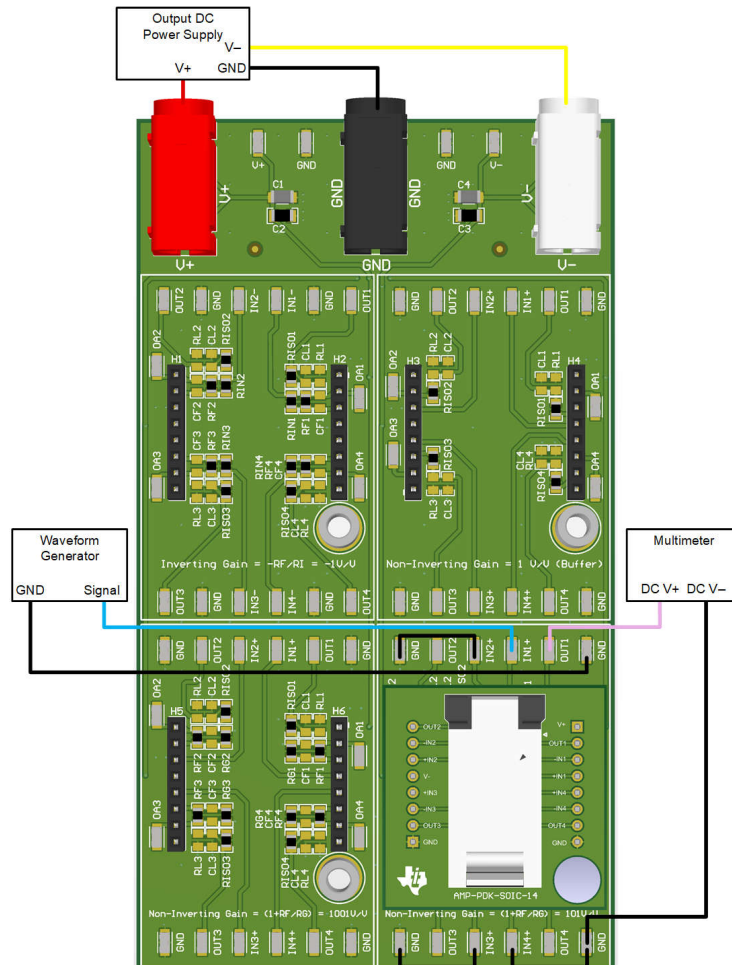 Output DC
Power Supply
V–
V+
GND
V+
GND
GND
V-
V+
C1
C2
GND
GND
C4
C3
V-
V+
GND
V-
OUT2
GND
IN2-
IN1-
GND
OUT1
GND
OUT2
IN2+
IN1+
OUT1
GND
OA2
H1
RL2
CL2
RISO2
CF2
RF2
RIN2
RISO1
CL1
RL1
RIN1
RF1
CF1
H2
OA1
OA3
CF3
RF3
RIN3
RL3
CL3
RISO3
RIN4
RF4
CF4
RISO4
CL4
RL4
OA4
OA2
H3
RL2
CL2
RISO2
OA3
RISO3
RL3
CL3
CL1
RL1
RISO1
H4
OA1
CL4
RL4
RISO4
OA4
Inverting Gain = -RF/RI = -1V/V
Non-Inverting Gain = 1 V/V (Buffer)
Waveform
Generator
GND
Signal
Multimeter
DC V+
DC V–
OUT3
GND
IN3-
IN4-
GND
OUT4
GND
OUT3
IN3+
IN4+
OUT4
GND
GND
OUT2
IN2+
IN1+
OUT1
GND
GND
OUT2
IN2+
IN1-
OUT1
GND
OA2
H5
RL2
CL2
RISO2
RF2
CF2
RG2
RISO1
CL1
RL1
RG1
CF1
RF1
H6
OA1
OA3
RF3
CF3
RG3
RL3
CL3
RISO3
RG4
CF4
RF4
RISO4
CL4
RL4
OA4
OUT2
-IN2
+IN2
V-
+IN3
-IN3
OUT3
GND
V+
OUT1
-IN1
+IN1
+IN4
-IN4
OUT4
GND
AMP-PDK-SOIC-14
Non-Inverting Gain = (1+RF/RG) = 1001V/V
Non-Inverting Gain = (1+RF/RG) = 101V/V
GND
OUT3
IN3+
IN4+
OUT4
GND
GND
OUT3
IN3+
IN4+
OUT4
GND